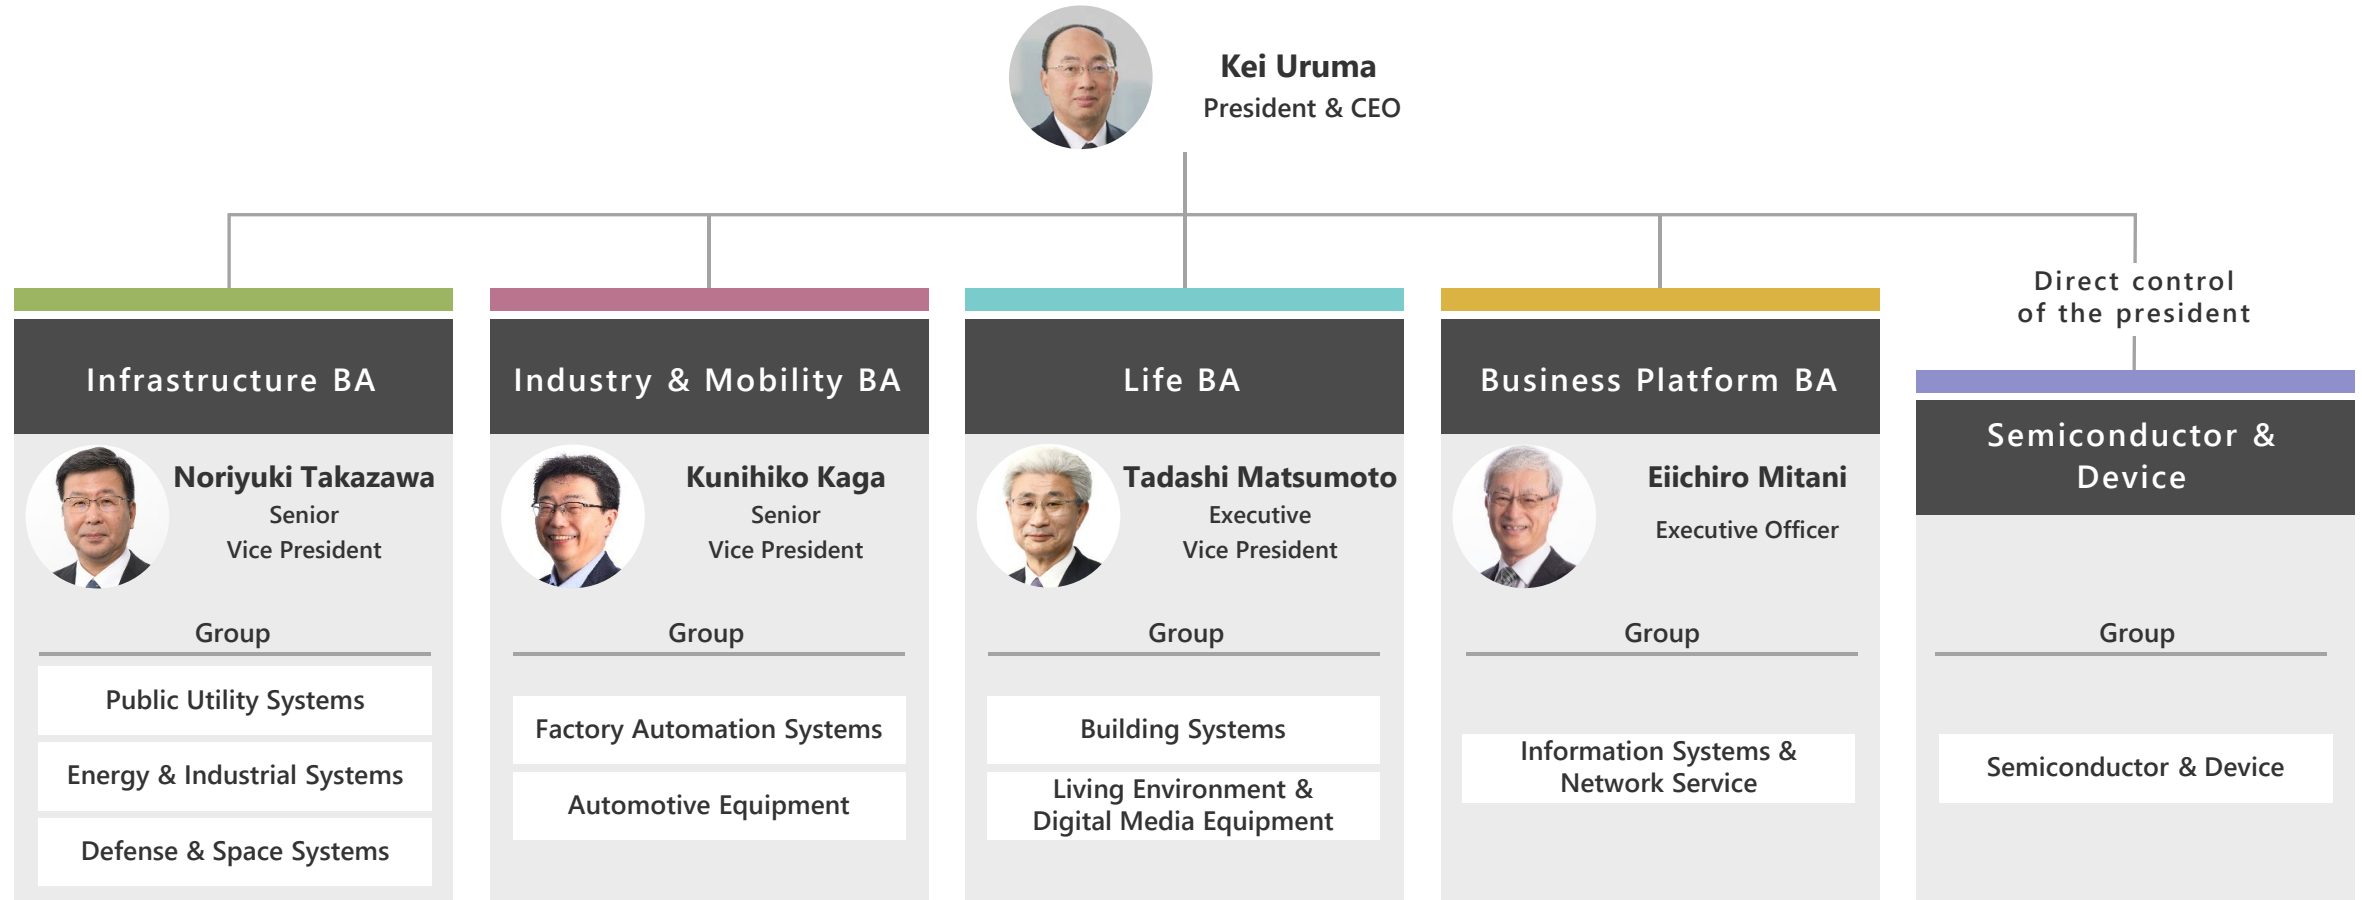 Kei Uruma
President & CEO
Direct control
of the president
Infrastructure BA
Noriyuki Takazawa
Senior
Vice President
Group
Public Utility Systems
Energy & Industrial Systems
Defense & Space Systems
Industry & Mobility BA
Kunihiko Kaga
Senior
Vice President
Group
Factory Automation Systems
Automotive Equipment
Life BA
Tadashi Matsumoto
Executive
Vice President
Group
Building Systems
Living Environment &
Digital Media Equipment
Business Platform BA
Eiichiro Mitani
Executive Officer
Group
Information Systems &
Network Service
Semiconductor &
Device
Group
Semiconductor & Device